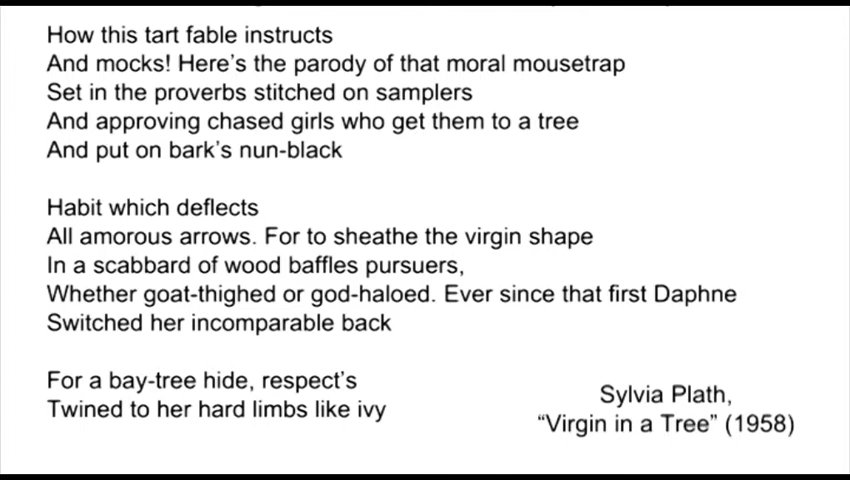 How this tart fable instructs
And mocks! Here's the parody of that moral mousetrap
Set in the proverbs stitched on samplers
And approving chased girls who get them to a tree
And put on bark's nun-black
Habit which deflects
All amorous arrows. For to sheathe the virgin shape
In a scabbard of wood baffles pursuers,
Whether goat-thighed or god-haloed. Ever since that first Daphne
Switched her incomparable back
For a bay-tree hide, respect's
Twined to her hard limbs like ivy
Sylvia Plath,
“Virgin in a Tree” (1958)